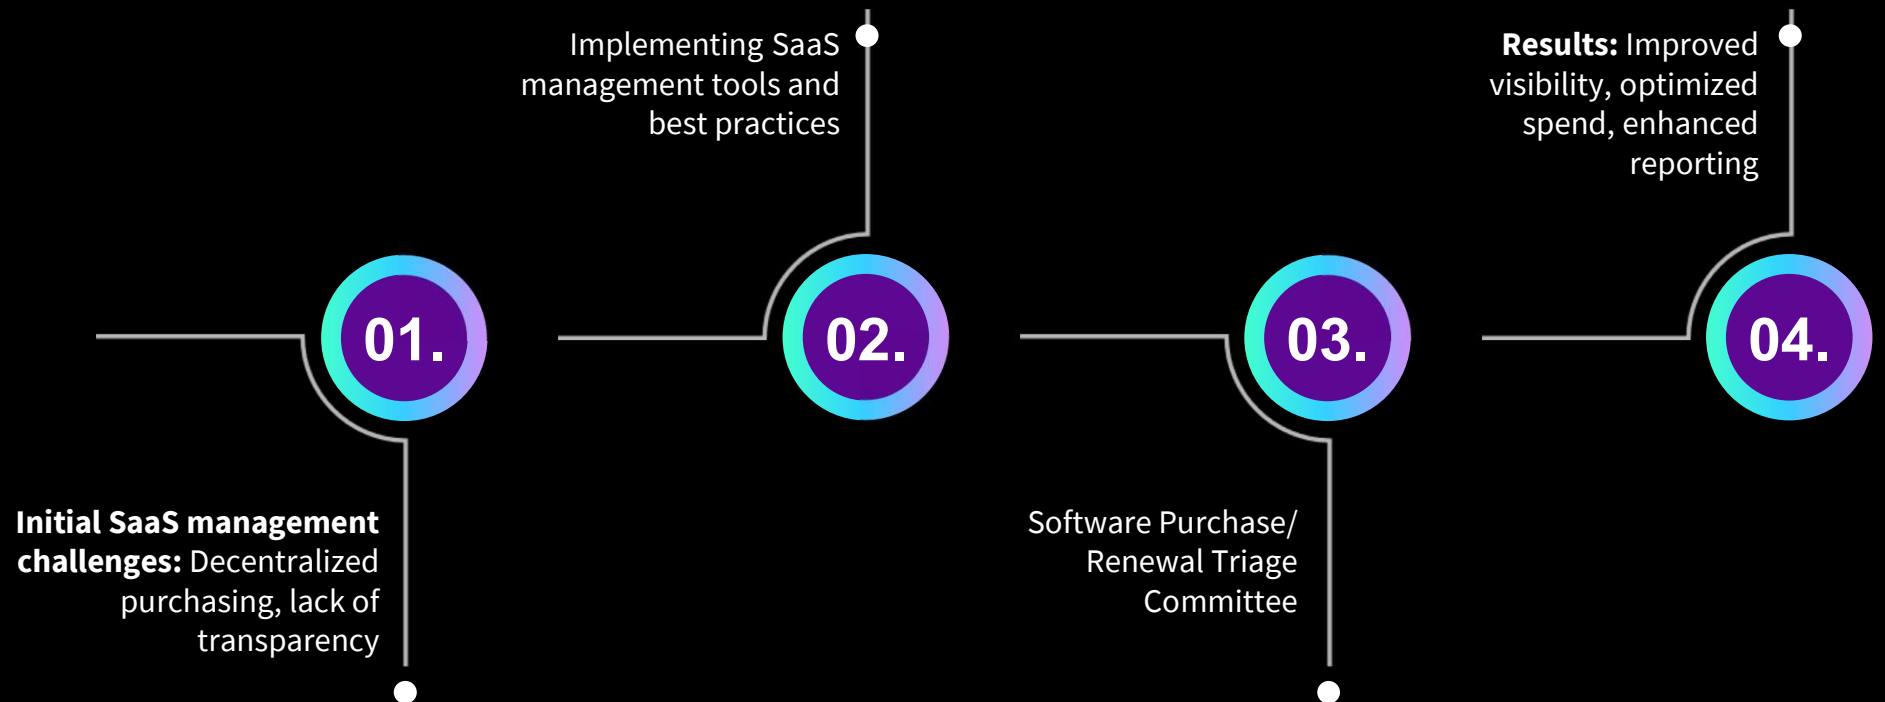 01.
Initial SaaS management
challenges: Decentralized
purchasing, lack of
transparency
02.
Implementing SaaS
management tools and
best practices
03.
Software Purchase/
Renewal Triage
Committee
04.
Results: Improved
visibility, optimized
spend, enhanced
reporting